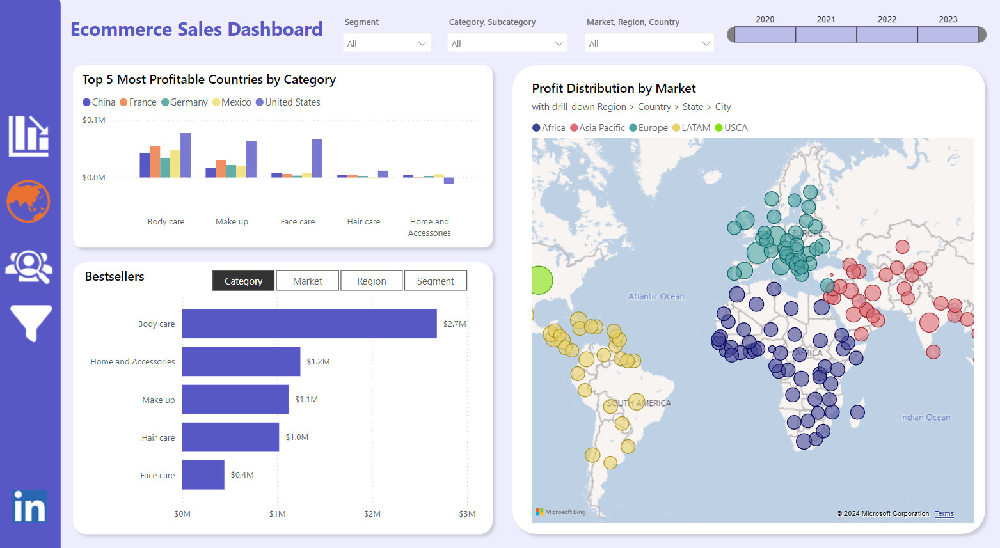 Ecommerce Sales Dashboard
Segment
All
Category, Subcategory
All
Market, Region, Country
All
2020 2021 2022 2023
Top 5 Most Profitable Countries by Category
China France Germany Mexico United States
$0.1M
$0.0M
Body care Make up Face care Hair care Home and
Accessories
Bestsellers
Category Market Region Segment
Body care $2.7M
Home and Accessories $1.2M
Make up $1.1M
Hair care $1.0M
Face care $0.4M
$0M $1M $2M $3M
in
Profit Distribution by Market
with drill-down Region > Country > State > City
Africa Asia Pacific Europe LATAM USCA
EUROPE
Atlantic Ocean
AFRICA
SOUTH AMERICA
Indian Ocean
Microsoft Bing
© 2024 Microsoft Corporation Terms